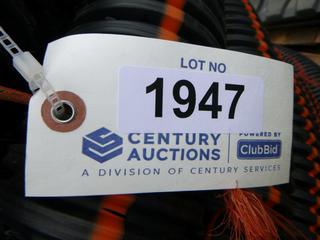 LOT NO
1947
CENTURY
AUCTIONS
POWERED BY
ClubBid
A DIVISION OF CENTURY SERVICES